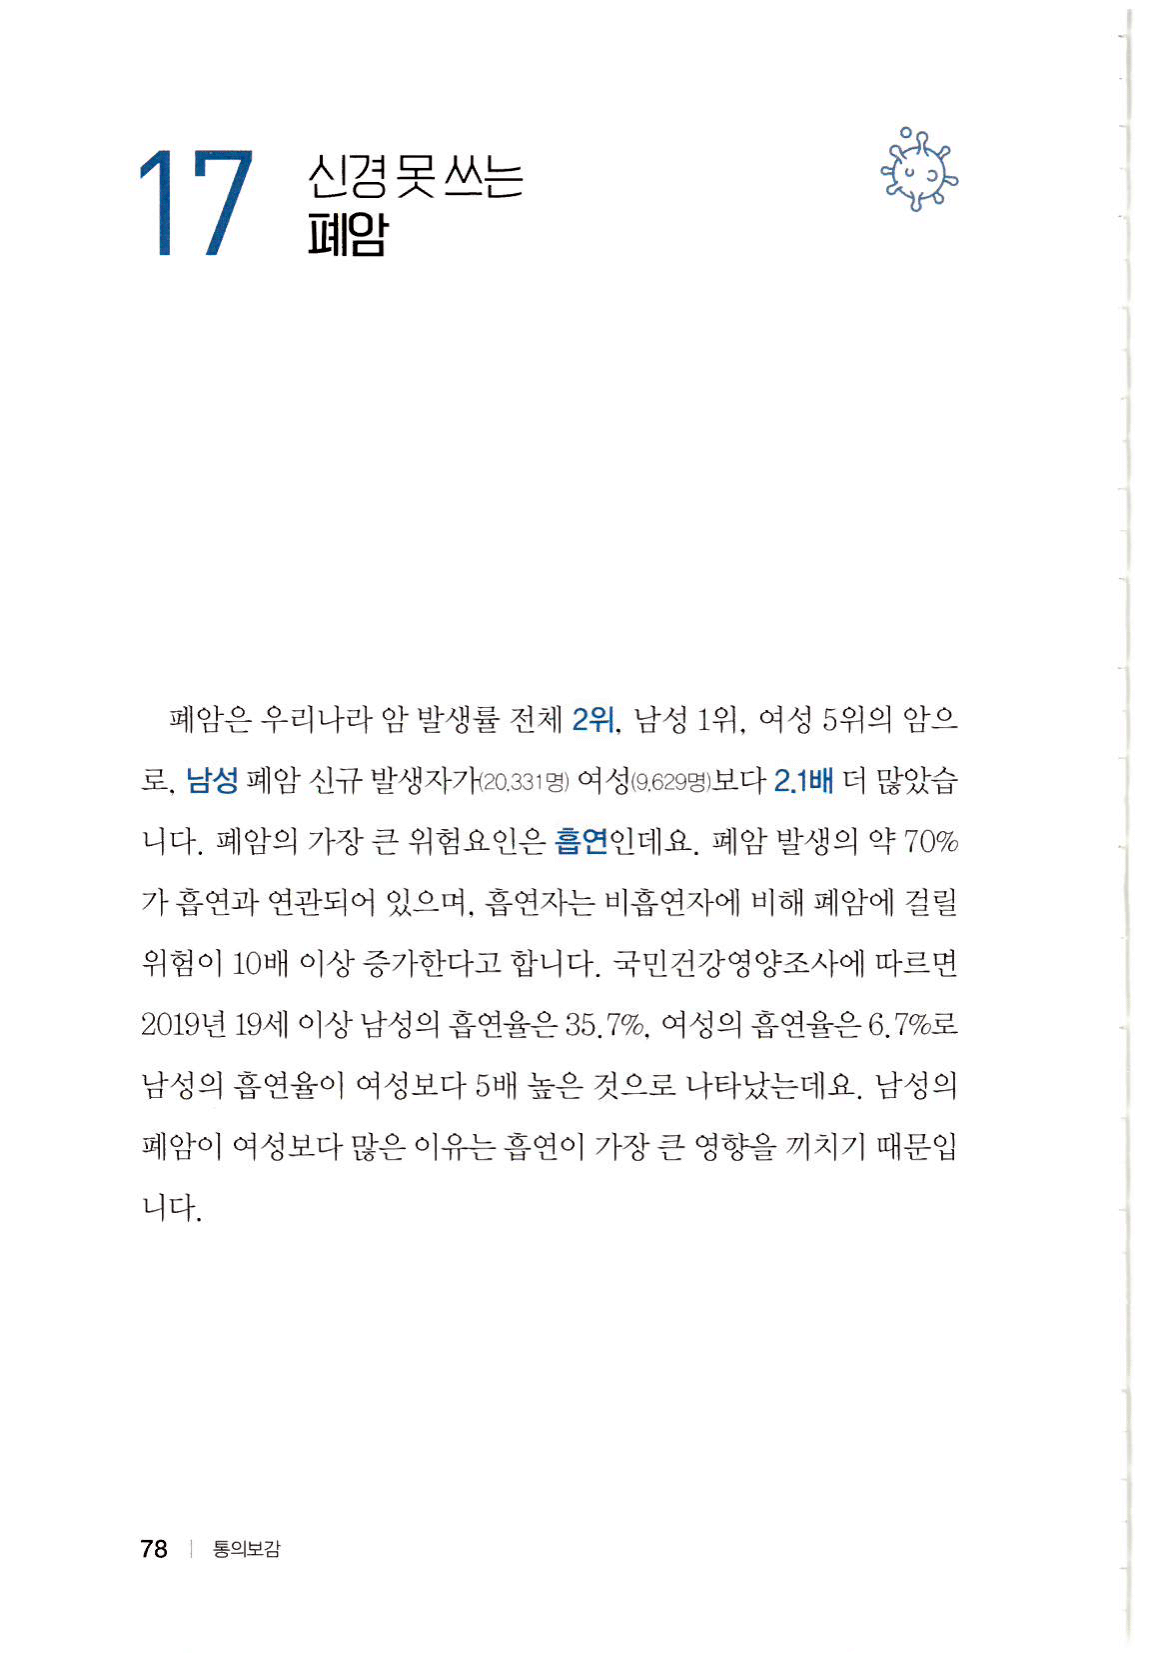 17
신경 못 쓰는
폐암
폐암은 우리나라 암 발생률 전체 2위, 남성 1위, 여성 5위의 암으
로, 남성 폐암 신규 발생자가(20,331명) 여성(9,629명)보다 2.1배 더 많았습
니다. 폐암의 가장 큰 위험요인은 흡연인데요. 폐암 발생의 약 70%
가 흡연과 연관되어 있으며, 흡연자는 비흡연자에 비해 폐암에 걸릴
위험이 10배 이상 증가한다고 합니다. 국민건강영양조사에 따르면
2019년 19세 이상 남성의 흡연율은 35.7%, 여성의 흡연율은 6.7%로
남성의 흡연율이 여성보다 5배 높은 것으로 나타났는데요. 남성의
폐암이 여성보다 많은 이유는 흡연이 가장 큰 영향을 끼치기 때문입
니다.
78 | 통의보감